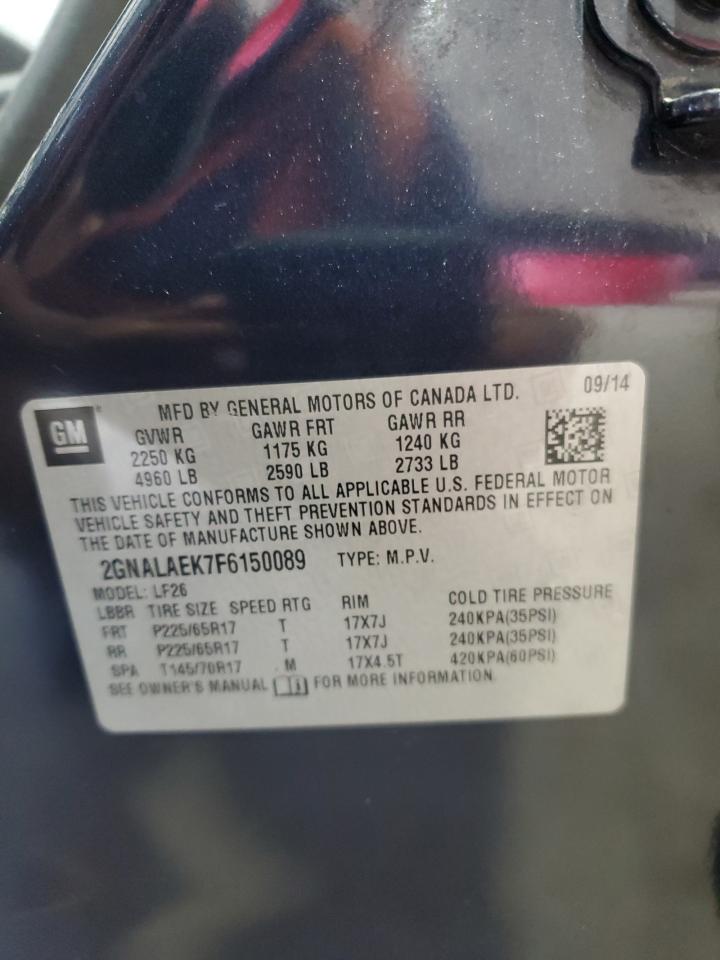 GM
MFD BY GENERAL MOTORS OF CANADA LTD. 09/14
GVWR GAWR FRT GAWR RR
2250 KG 1175 KG 1240 KG
4960 LB 2590 LB 2733 LB
THIS VEHICLE CONFORMS TO ALL APPLICABLE U.S. FEDERAL MOTOR
VEHICLE SAFETY AND THEFT PREVENTION STANDARDS IN EFFECT ON
THE DATE OF MANUFACTURE SHOWN ABOVE.
2GNALAEK7F6150089 TYPE: M.P.V.
MODEL: LF26
LBBR TIRE SIZE SPEED RTG RIM COLD TIRE PRESSURE
FRT P225/65R17 T 17X7J 240KPA(35PSI)
RR P225/65R17 T 17X7J 240KPA(35PSI)
SPA T145/70R17 M 17X4.5T 420KPA(60PSI)
SEE OWNER'S MANUAL FOR MORE INFORMATION.